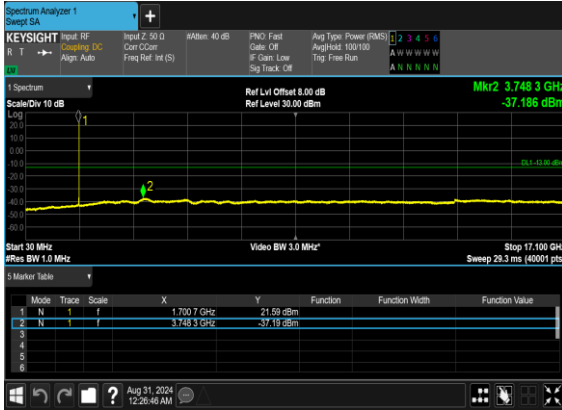 Spectrum Analyzer 1
Swept SA
+
KEYSIGHT Input: RF Input Z: 50 Ω #Atten: 40 dB PNO: Fast Avg Type: Power (RMS) 1 2 3 4 5 6
R T Coupling: DC Corr CCorr Gate: Off Avg|Hold: 100/100 A W W W W W
Align: Auto Freq Ref: Int (S) IF Gain: Low Trig: Free Run
Sig Track: Off A N N N N N
1 Spectrum Ref Lvl Offset 8.00 dB Mkr2 3.748 3 GHz
Scale/Div 10 dB Ref Level 30.00 dBm -37.186 dBm
Log
1
20.0
10.0
0.00
-10.0
DL1 -13.00 dBm
-20.0
-30.0
2
-40.0
-50.0
-60.0
Start 30 MHz Video BW 3.0 MHz* Stop 17.100 GHz
#Res BW 1.0 MHz Sweep 29.3 ms (40001 pts)
5 Marker Table
Mode Trace Scale X Y Function Function Width Function Value
1 N 1 f 1.700 7 GHz 21.59 dBm
2 N 1 f 3.748 3 GHz -37.19 dBm
3
4
5
6
? Aug 31, 2024
12:26:46 AM